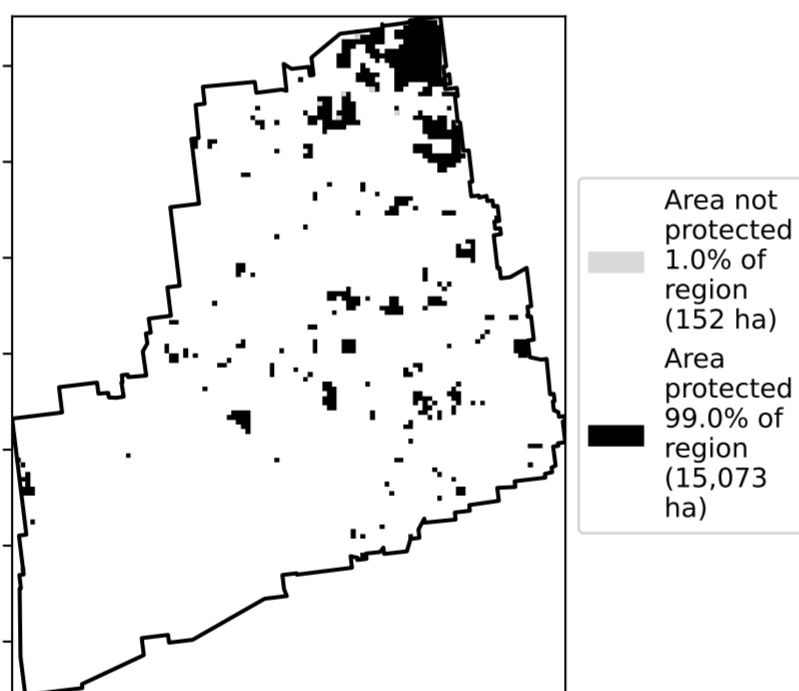 Area not
protected
1.0% of
region
(152 ha)
Area
protected
99.0% of
region
(15,073
ha)